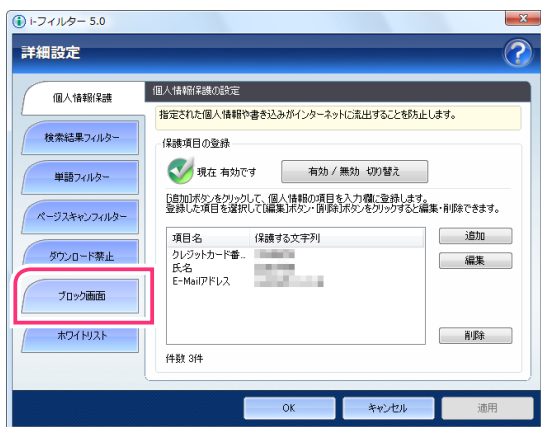 i-フィルター 5.0
詳細設定
個人情報保護
検索結果フィルター
単語フィルター
ページスキャンフィルター
ダウンロード禁止
ブロック画面
ホワイトリスト
個人情報保護の設定
指定された個人情報や書き込みがインターネットに流出することを防止します。
保護項目の登録
現在 有効です
有効 / 無効 切り替え
[追加]ボタンをクリックして、個人情報の項目を入力欄に登録します。
登録した項目を選択して[編集]ボタン・[削除]ボタンをクリックすると編集・削除できます。
項目名 保護する文字列
クレジットカード番...
氏名
E-Mailアドレス
追加
編集
削除
件数 3件
OK キャンセル 適用